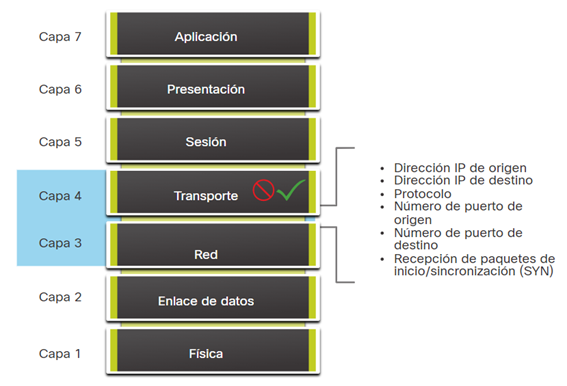 Capa 7 Aplicación
Capa 6 Presentación
Capa 5 Sesión
Capa 4 Transporte
Capa 3 Red
Capa 2 Enlace de datos
Capa 1 Física
• Dirección IP de origen
• Dirección IP de destino
• Protocolo
• Número de puerto de
origen
• Número de puerto de
destino
• Recepción de paquetes de
inicio/sincronización (SYN)